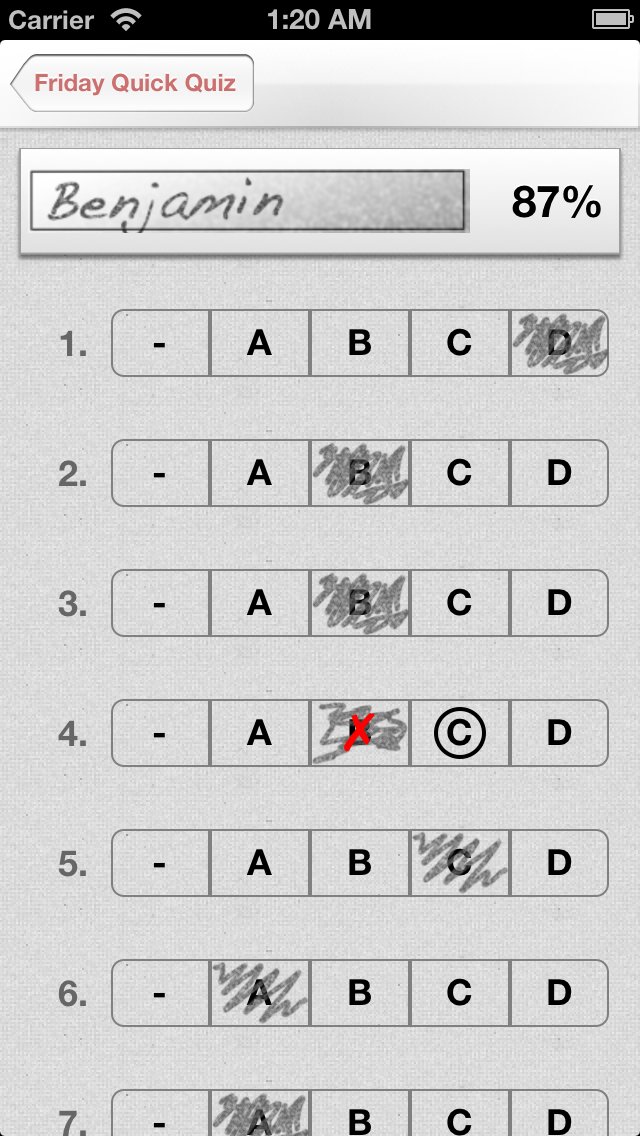 Carrier 1:20 AM
Friday Quick Quiz
Benjamin 87%
1. - A B C D
2. - A B C D
3. - A B C D
4. - A ✗ C D
5. - A B C D
6. - A B C D
7. - A B C D